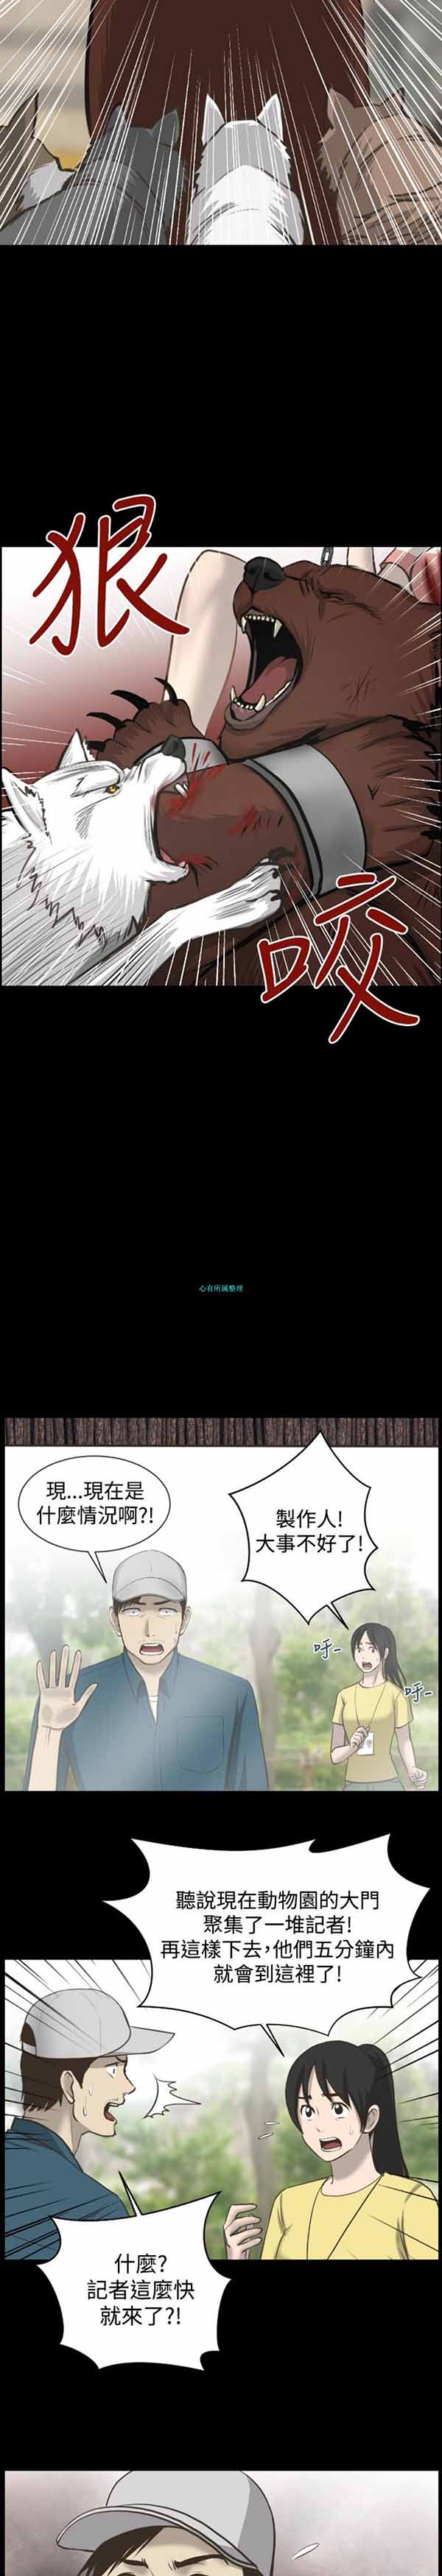 狠
咬
心有所属整理
現...現在是
什麼情況啊?!
製作人!
大事不好了!
呼-
呼-
聽說現在動物園的大門
聚集了一堆記者!
再這樣下去,他們五分鐘內
就會到這裡了!
什麼?
記者這麼快
就來了?!